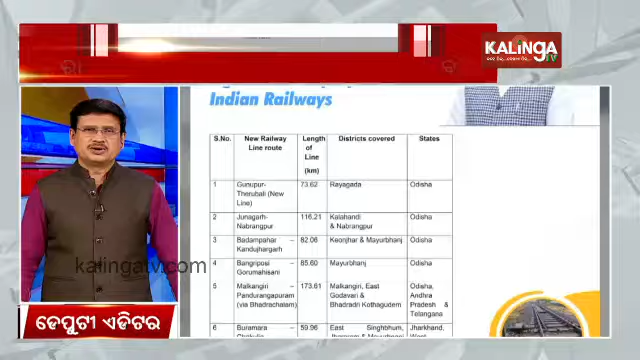 KALINGA TV
Indian Railways
S.No. New Railway Line route Length of Line (km) Districts covered States
1 Gunupur- Therubali (New Line) 73.62 Rayagada Odisha
2 Junagarh- Nabrangpur 116.21 Kalahandi & Nabrangpur Odisha
3 Badampahar – Kandujhargarh 82.06 Keonjhar & Mayurbhanj Odisha
4 Bangriposi – Gorumahisani 85.60 Mayurbhanj Odisha
5 Malkangiri – Pandurangapuram (via Bhadrachalam) 173.61 Malkangiri, East Godavari & Bhadradri Kothagudem Odisha, Andhra Pradesh & Telangana
6 Buramara – 59.96 East Singhbhum, Jharkhand,
kalingatv.com
ଡେପୁଟୀ ଏଡିଟର